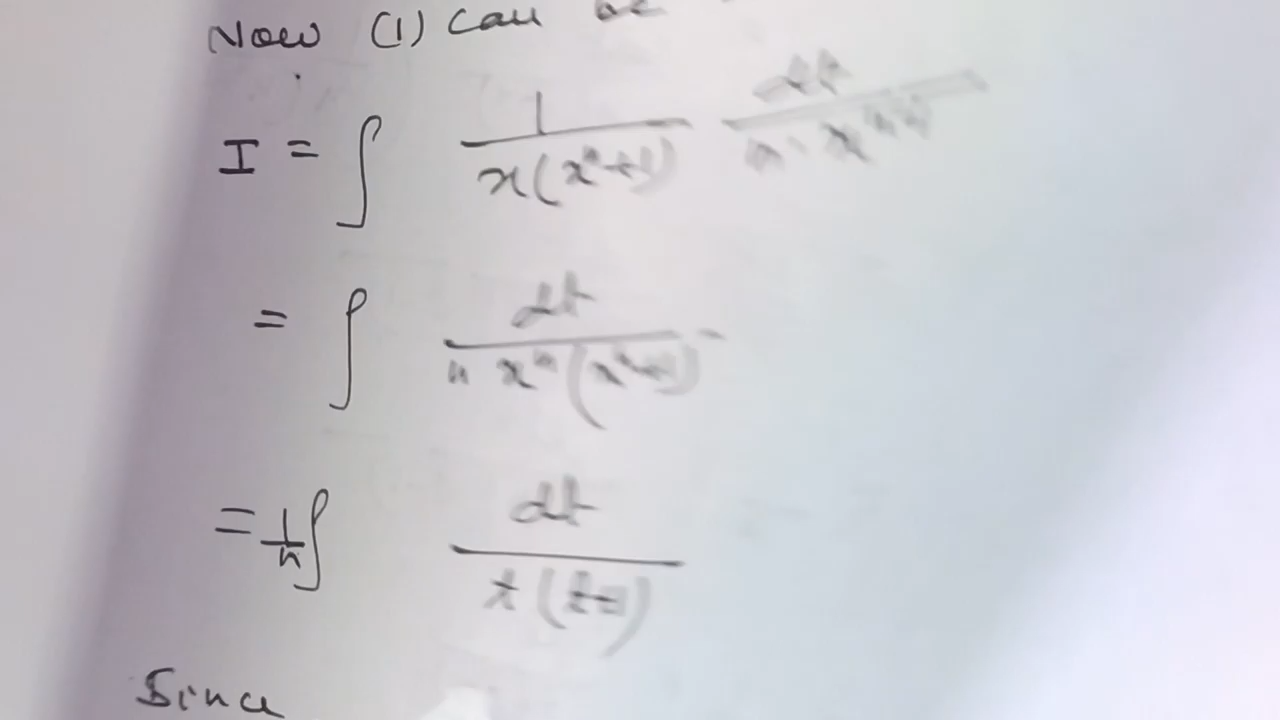 Now (1) Can be
I = ∫ 1/(x(xⁿ+1)) dt/(n·xⁿ⁻¹)
= ∫ dt/(n xⁿ(xⁿ+1))
= 1/n ∫ dt/(t(t+1))
Since